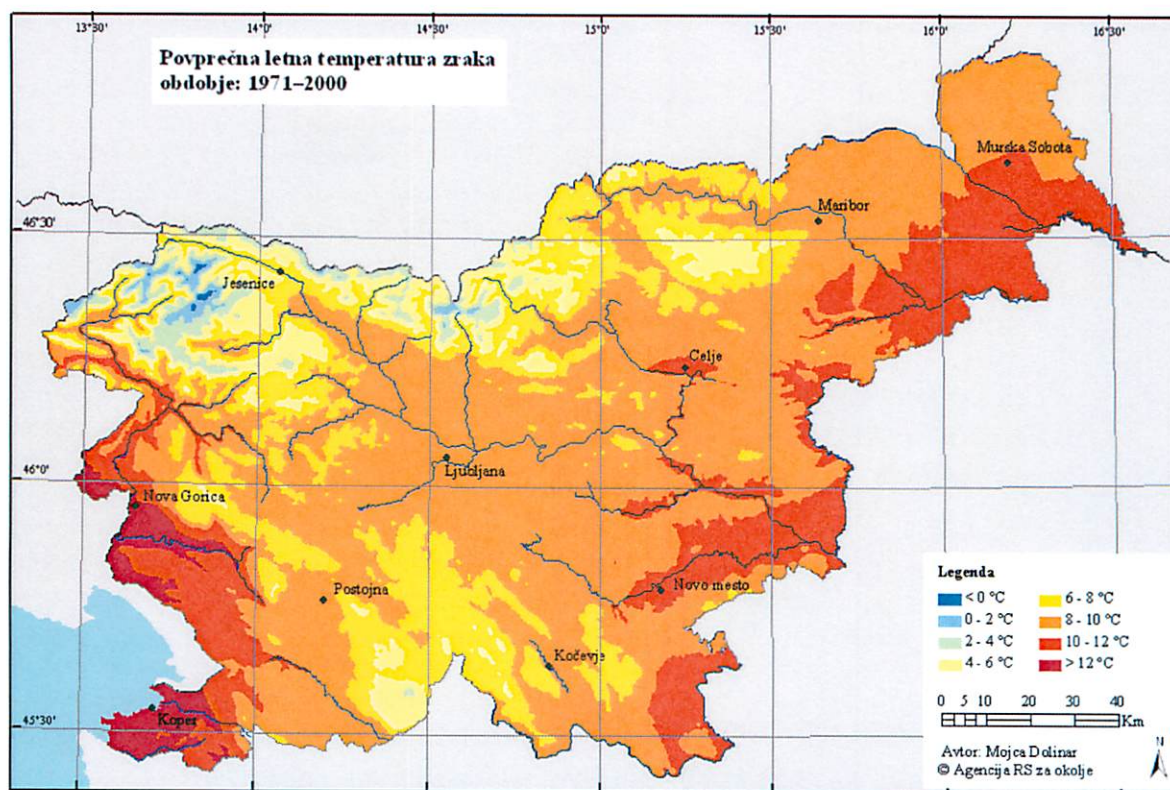 13°30' 14°0' 14°30' 15°0' 15°30' 16°0' 16°30'
Povprečna letna temperatura zraka
obdobje: 1971–2000
Murska Sobota
46°30'
Maribor
Jesenice
Celje
46°0'
Ljubljana
Nova Gorica
Postojna
Novo mesto
Kočevje
45°30'
Koper
Legenda
< 0 °C
0 - 2 °C
2 - 4 °C
4 - 6 °C
6 - 8 °C
8 - 10 °C
10 - 12 °C
> 12 °C
0 5 10 20 30 40
Km
N
Avtor: Mojca Dolinar
© Agencija RS za okolje